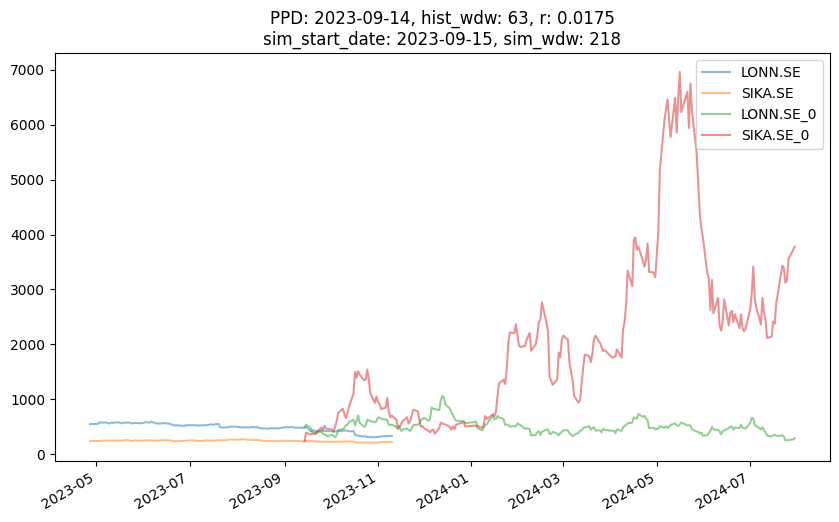 PPD: 2023-09-14, hist_wdw: 63, r: 0.0175
sim_start_date: 2023-09-15, sim_wdw: 218
7000
6000
5000
4000
3000
2000
1000
0
LONN.SE
SIKA.SE
LONN.SE_0
SIKA.SE_0
2023-05
2023-07
2023-09
2023-11
2024-01
2024-03
2024-05
2024-07